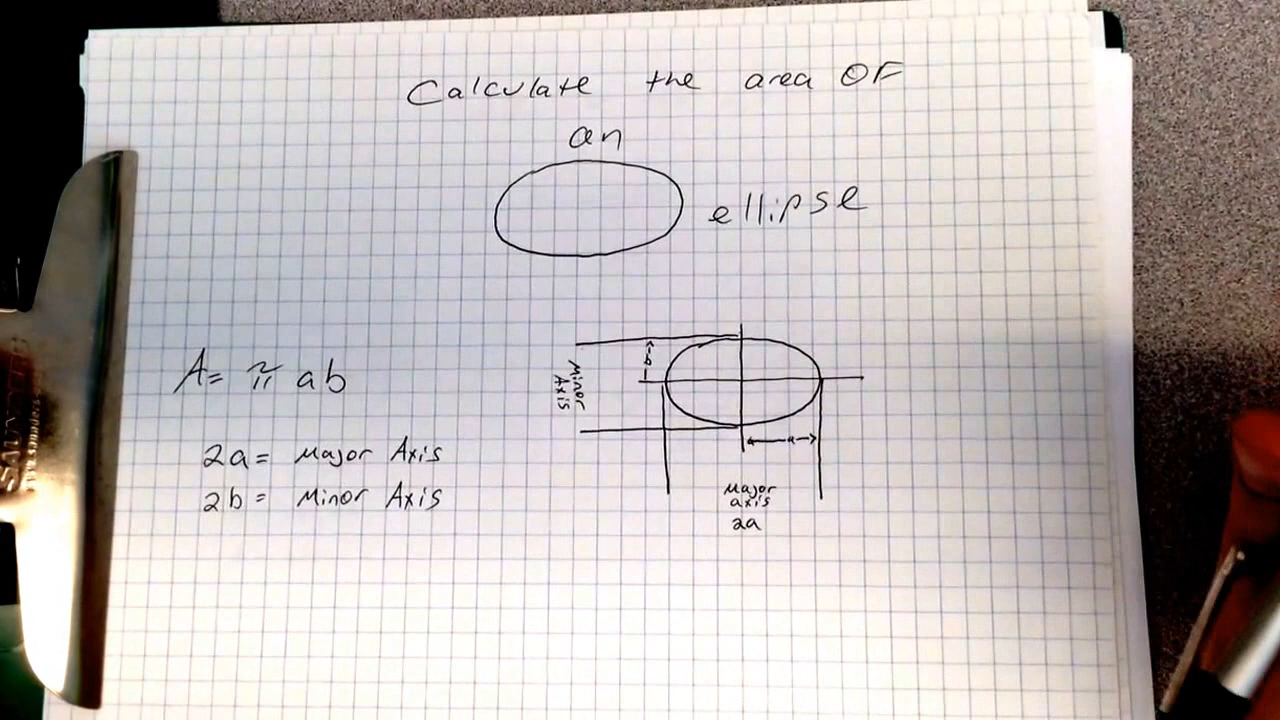 Calculate the area OF
an
ellipse
A= π ab
2a= Major Axis
2b= Minor Axis
Minor
Axis
a
Major
axis
2a